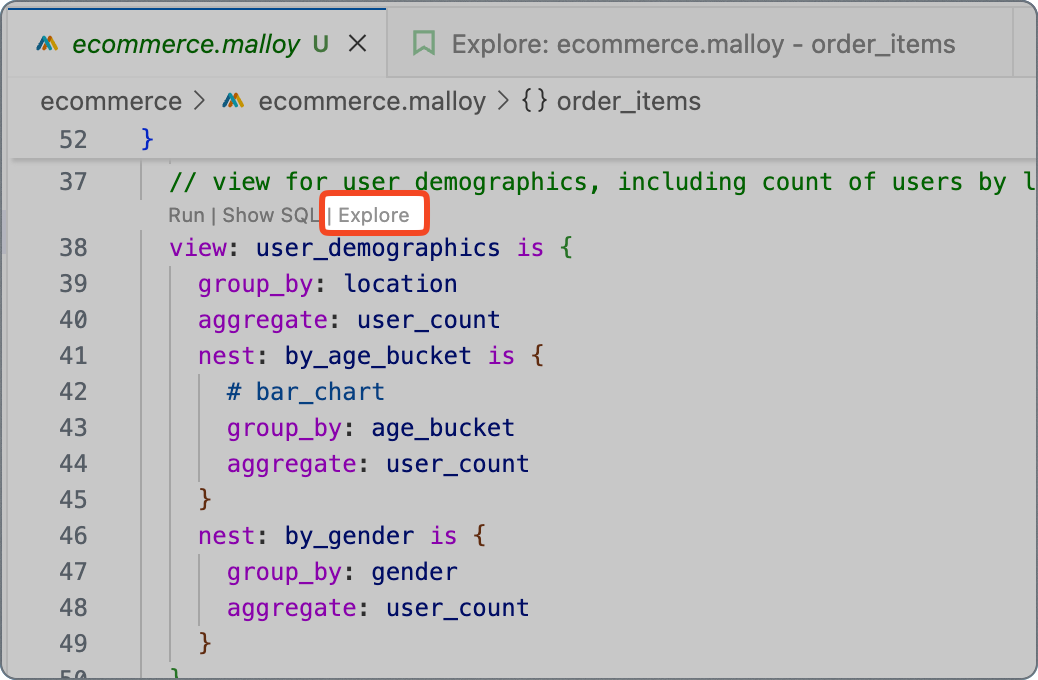 ecommerce.malloy U Explore: ecommerce.malloy - order_items
ecommerce > ecommerce.malloy > {} order_items
52 }
37 // view for user demographics, including count of users by l
Run | Show SQL | Explore
38 view: user_demographics is {
39 group_by: location
40 aggregate: user_count
41 nest: by_age_bucket is {
42 # bar_chart
43 group_by: age_bucket
44 aggregate: user_count
45 }
46 nest: by_gender is {
47 group_by: gender
48 aggregate: user_count
49 }
50 }